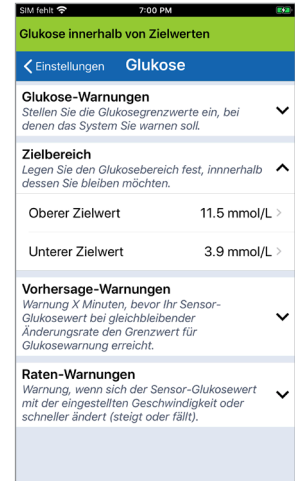 SIM fehlt 7:00 PM
Glukose innerhalb von Zielwerten
Einstellungen Glukose
Glukose-Warnungen
Stellen Sie die Glukosegrenzwerte ein, bei
denen das System Sie warnen soll.
Zielbereich
Legen Sie den Glukosebereich fest, innnerhalb
dessen Sie bleiben möchten.
Oberer Zielwert 11.5 mmol/L
Unterer Zielwert 3.9 mmol/L
Vorhersage-Warnungen
Warnung X Minuten, bevor Ihr Sensor-
Glukosewert bei gleichbleibender
Änderungsrate den Grenzwert für
Glukosewarnung erreicht.
Raten-Warnungen
Warnung, wenn sich der Sensor-Glukosewert
mit der eingestellten Geschwindigkeit oder
schneller ändert (steigt oder fällt).